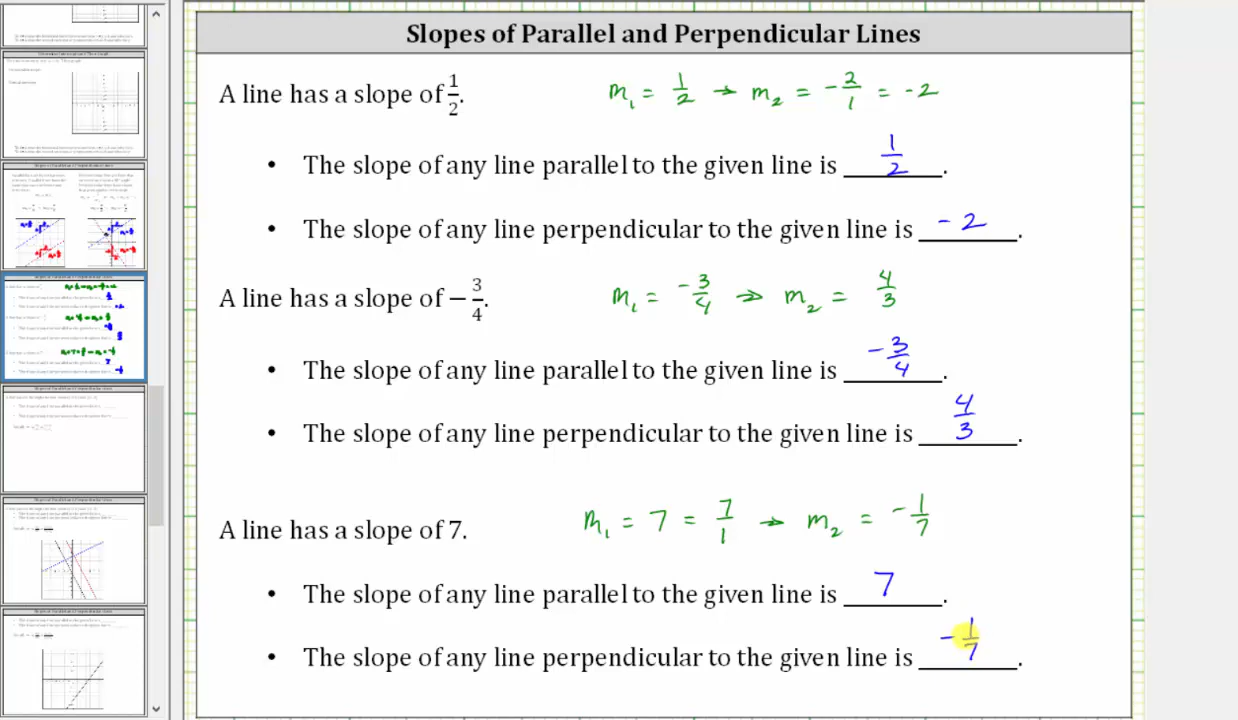 Slopes of Parallel and Perpendicular Lines
A line has a slope of 1/2. m₁ = 1/2 → m₂ = -2/1 = -2
• The slope of any line parallel to the given line is 1/2.
• The slope of any line perpendicular to the given line is -2.
A line has a slope of −3/4. m₁ = -3/4 → m₂ = 4/3
• The slope of any line parallel to the given line is -3/4.
• The slope of any line perpendicular to the given line is 4/3.
A line has a slope of 7. m₁ = 7 = 7/1 → m₂ = -1/7
• The slope of any line parallel to the given line is 7.
• The slope of any line perpendicular to the given line is -1/7.